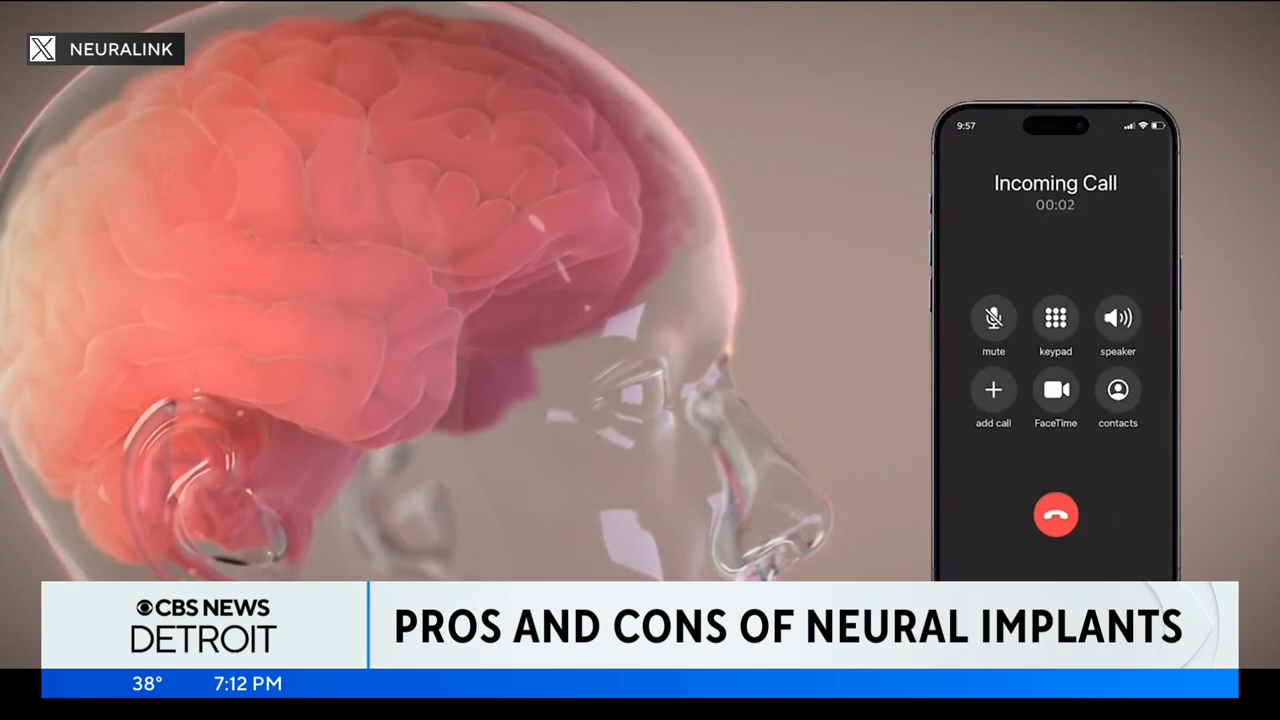 NEURALINK
9:57
Incoming Call
00:02
mute keypad speaker
add call FaceTime contacts
CBS NEWS
DETROIT
PROS AND CONS OF NEURAL IMPLANTS
38° 7:12 PM